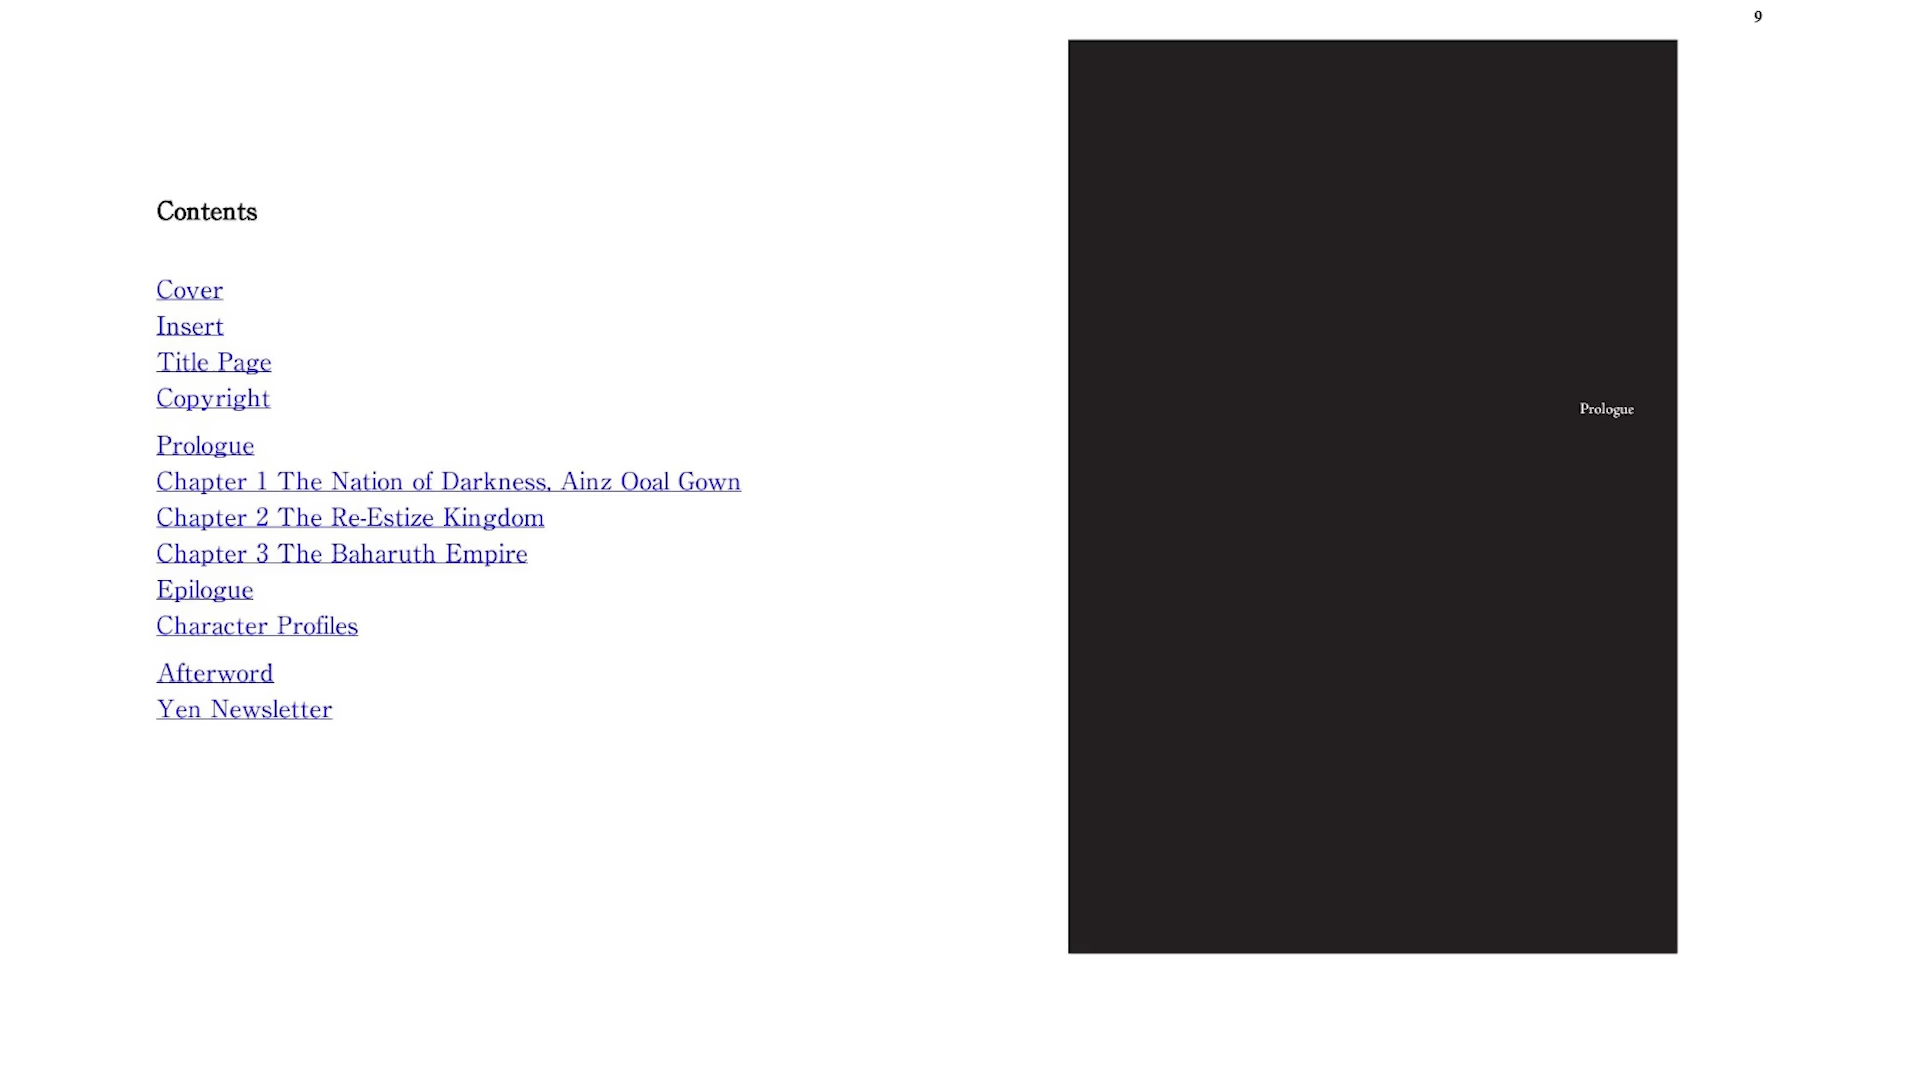 9
Contents
Cover
Insert
Title Page
Copyright
Prologue
Chapter 1 The Nation of Darkness, Ainz Ooal Gown
Chapter 2 The Re-Estize Kingdom
Chapter 3 The Baharuth Empire
Epilogue
Character Profiles
Afterword
Yen Newsletter
Prologue